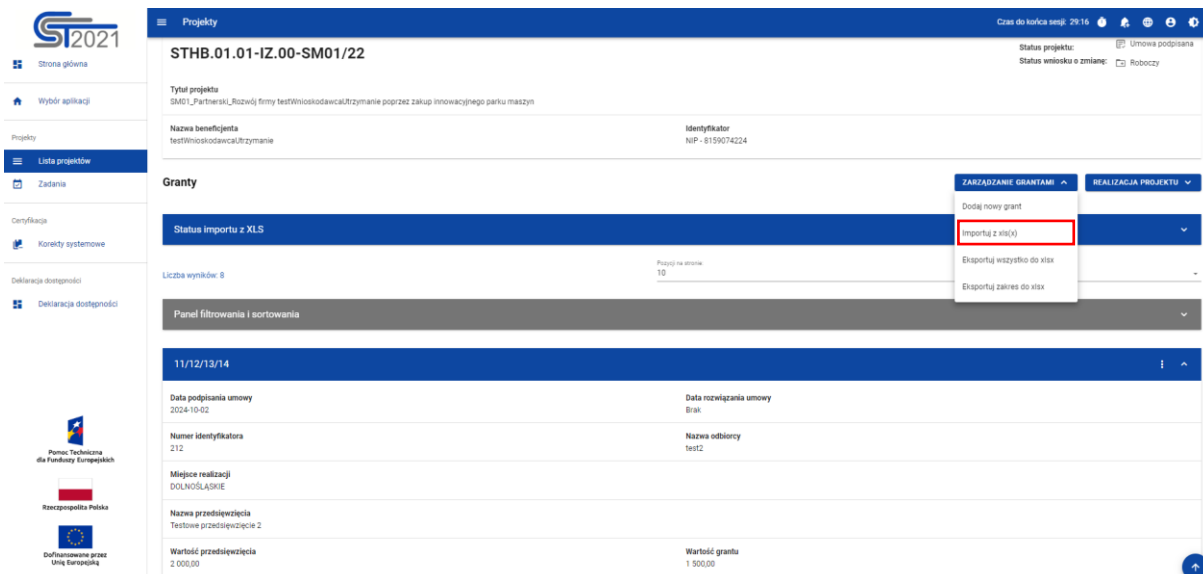 ST2021
Projekty
Czas do końca sesji: 29:16
Strona główna
Wybór aplikacji
Projekty
Lista projektów
Zadania
Certyfikacja
Korekty systemowe
Deklaracja dostępności
Deklaracja dostępności
Pomoc Techniczna
dla Funduszy Europejskich
Rzeczpospolita Polska
Dofinansowane przez
Unię Europejską
STHB.01.01-IZ.00-SM01/22
Status projektu: Umowa podpisana
Status wniosku o zmianę: Roboczy
Tytuł projektu
SM01_Partnerski_Rozwój firmy testWnioskodawcaUtrzymanie poprzez zakup innowacyjnego parku maszyn
Nazwa beneficjenta Identyfikator
testWnioskodawcaUtrzymanie NIP - 8159074224
Granty
ZARZĄDZANIE GRANTAMI REALIZACJA PROJEKTU
Dodaj nowy grant
Importuj z xls(x)
Eksportuj wszystko do xlsx
Eksportuj zakres do xlsx
Status importu z XLS
Liczba wyników: 8
Pozycji na stronie:
10
Panel filtrowania i sortowania
11/12/13/14
Data podpisania umowy Data rozwiązania umowy
2024-10-02 Brak
Numer identyfikatora Nazwa odbiorcy
212 test2
Miejsce realizacji
DOLNOŚLĄSKIE
Nazwa przedsięwzięcia
Testowe przedsięwzięcie 2
Wartość przedsięwzięcia Wartość grantu
2 000,00 1 500,00